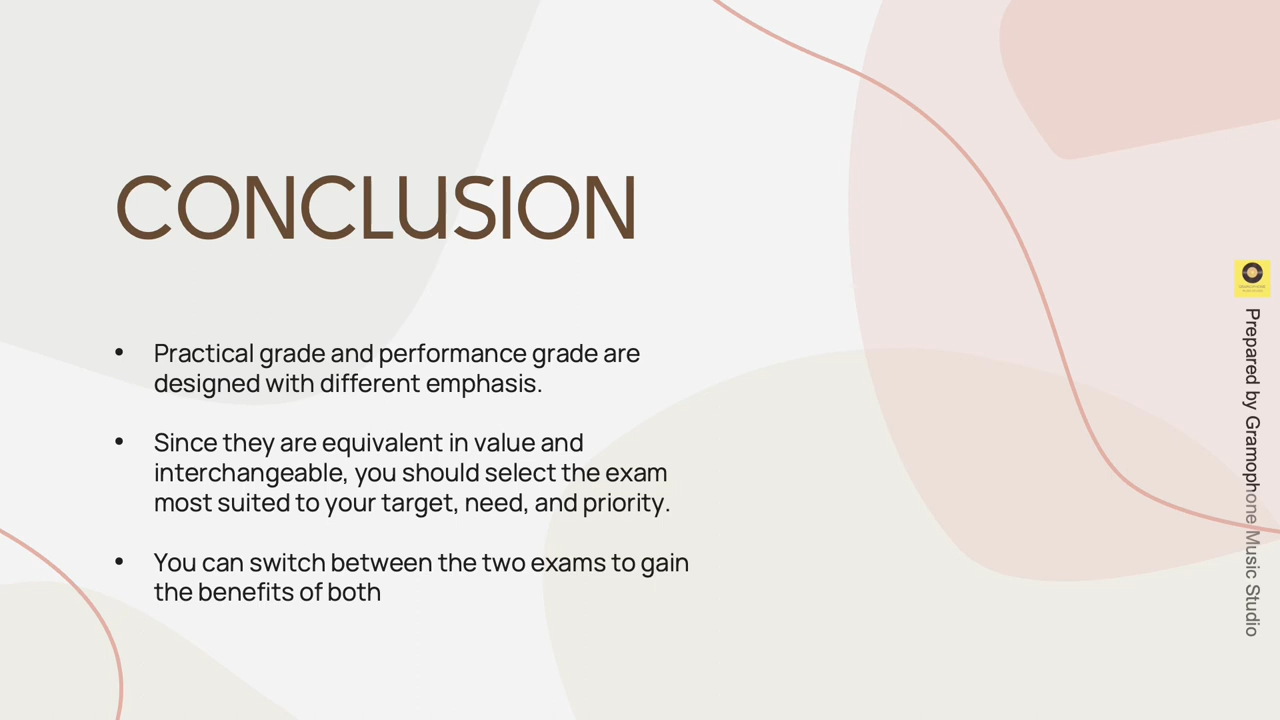 CONCLUSION
• Practical grade and performance grade are
designed with different emphasis.
• Since they are equivalent in value and
interchangeable, you should select the exam
most suited to your target, need, and priority.
• You can switch between the two exams to gain
the benefits of both
Prepared by Gramophone Music Studio